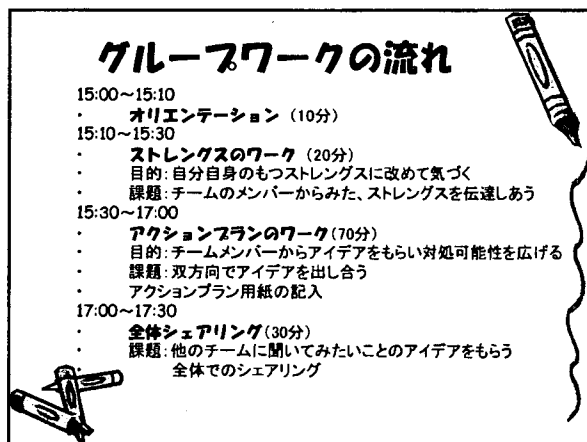 グループワークの流れ
15:00～15:10
・ オリエンテーション（10分）
15:10～15:30
・ ストレングスのワーク（20分）
・ 目的：自分自身のもつストレングスに改めて気づく
・ 課題：チームのメンバーからみた、ストレングスを伝達しあう
15:30～17:00
・ アクションプランのワーク（70分）
・ 目的：チームメンバーからアイデアをもらい対処可能性を広げる
・ 課題：双方向でアイデアを出し合う
・ アクションプラン用紙の記入
17:00～17:30
・ 全体シェアリング（30分）
・ 課題：他のチームに聞いてみたいことのアイデアをもらう
全体でのシェアリング